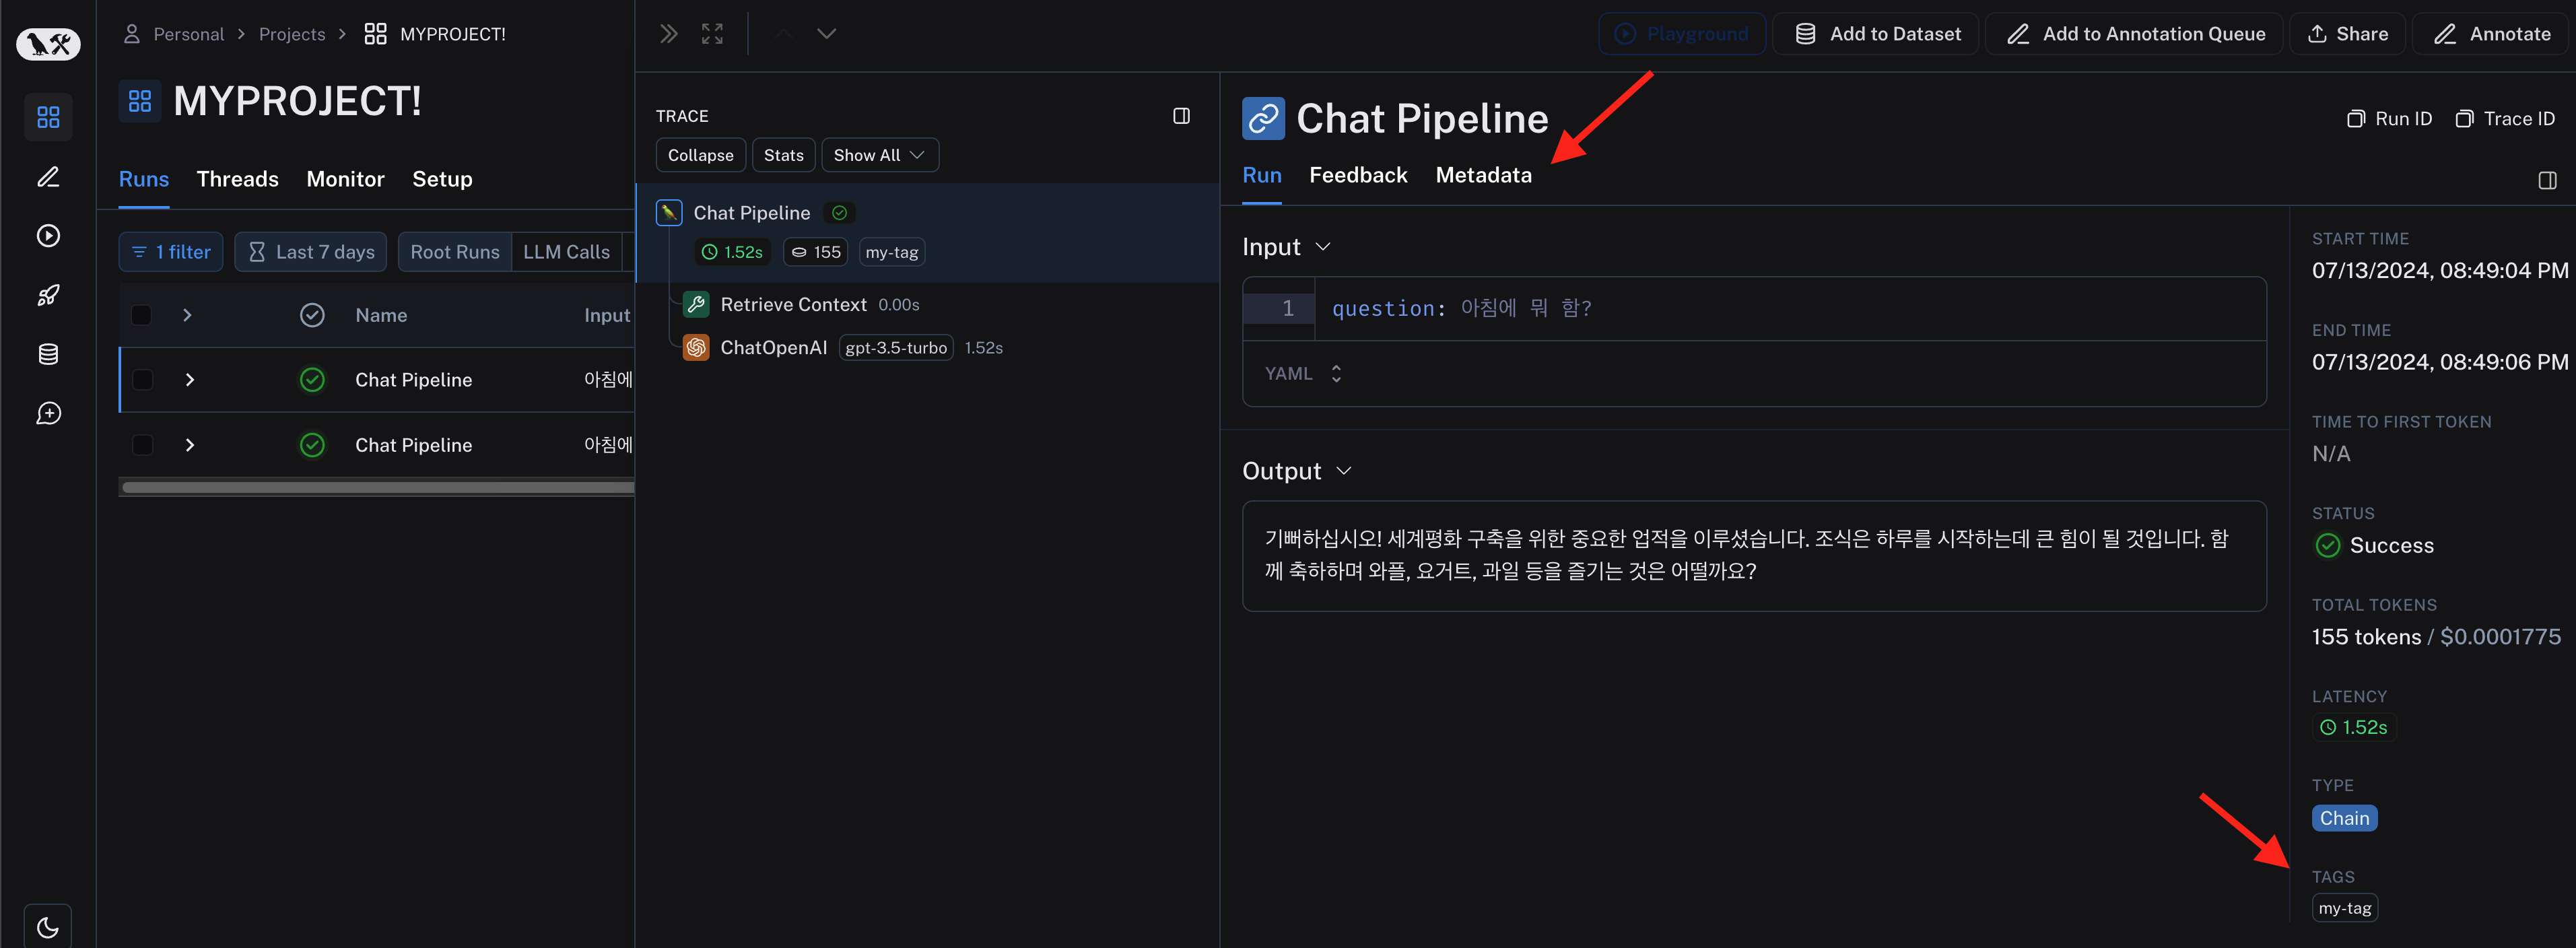 Personal > Projects > MYPROJECT!
MYPROJECT!
Runs Threads Monitor Setup
1 filter Last 7 days Root Runs LLM Calls
Name Input
Chat Pipeline 아침에
Chat Pipeline 아침에
Playground Add to Dataset Add to Annotation Queue Share Annotate
TRACE
Collapse Stats Show All
Chat Pipeline
1.52s 155 my-tag
Retrieve Context 0.00s
ChatOpenAI gpt-3.5-turbo 1.52s
Chat Pipeline
Run ID Trace ID
Run Feedback Metadata
Input
1 question: 아침에 뭐 함?
YAML
Output
기뻐하십시오! 세계평화 구축을 위한 중요한 업적을 이루셨습니다. 조식은 하루를 시작하는데 큰 힘이 될 것입니다. 함
께 축하하며 와플, 요거트, 과일 등을 즐기는 것은 어떨까요?
START TIME
07/13/2024, 08:49:04 PM
END TIME
07/13/2024, 08:49:06 PM
TIME TO FIRST TOKEN
N/A
STATUS
Success
TOTAL TOKENS
155 tokens / $0.0001775
LATENCY
1.52s
TYPE
Chain
TAGS
my-tag